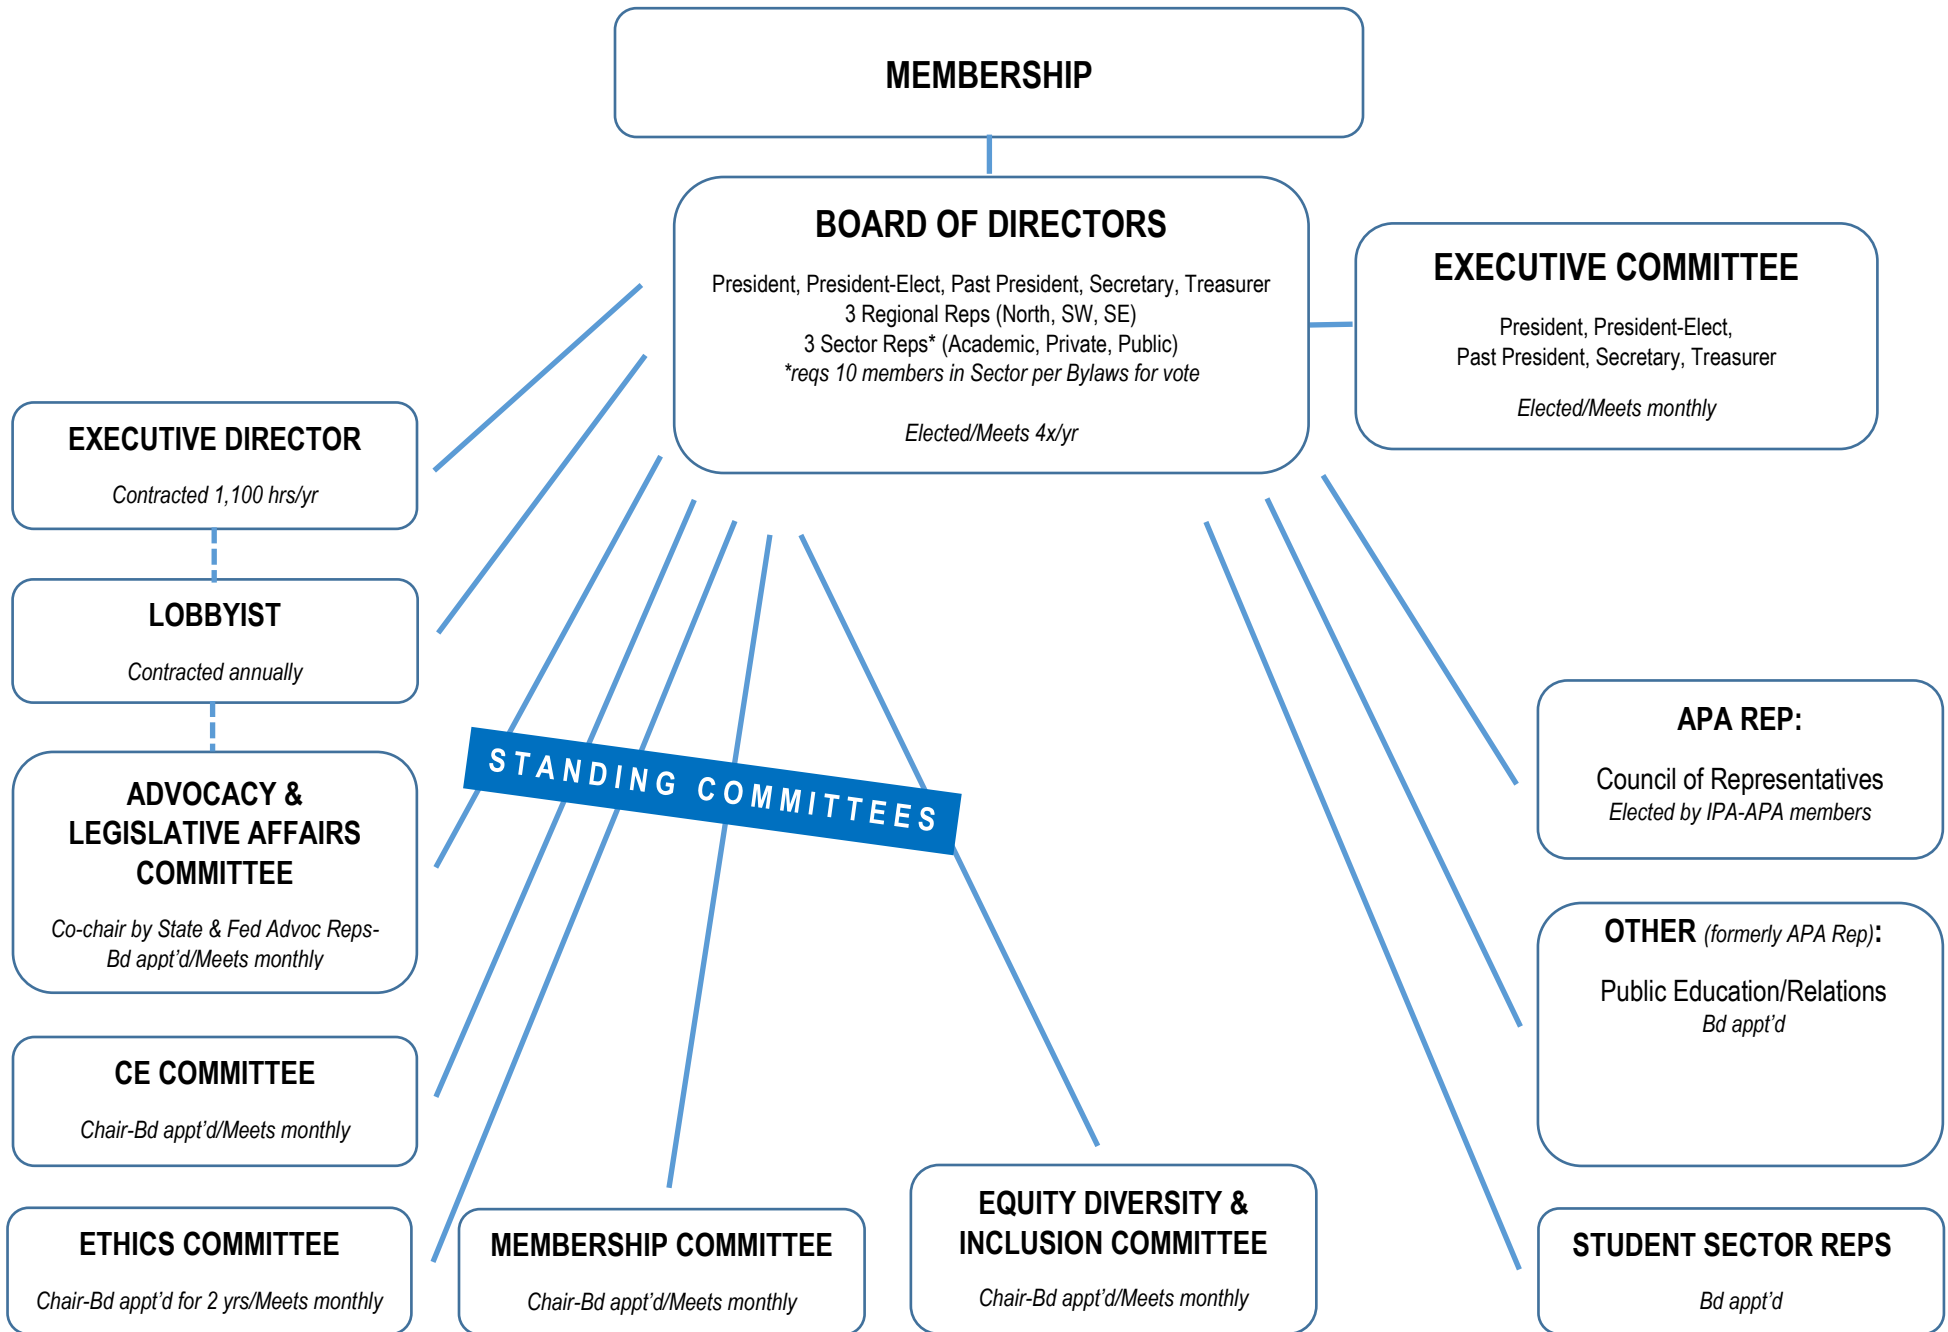 MEMBERSHIP
BOARD OF DIRECTORS
President, President-Elect, Past President, Secretary, Treasurer
3 Regional Reps (North, SW, SE)
3 Sector Reps* (Academic, Private, Public)
*reqs 10 members in Sector per Bylaws for vote
Elected/Meets 4x/yr
EXECUTIVE COMMITTEE
President, President-Elect,
Past President, Secretary, Treasurer
Elected/Meets monthly
EXECUTIVE DIRECTOR
Contracted 1,100 hrs/yr
LOBBYIST
Contracted annually
ADVOCACY &
LEGISLATIVE AFFAIRS
COMMITTEE
Co-chair by State & Fed Advoc Reps-
Bd appt’d/Meets monthly
STANDING COMMITTEES
CE COMMITTEE
Chair-Bd appt’d/Meets monthly
ETHICS COMMITTEE
Chair-Bd appt’d for 2 yrs/Meets monthly
MEMBERSHIP COMMITTEE
Chair-Bd appt’d/Meets monthly
EQUITY DIVERSITY &
INCLUSION COMMITTEE
Chair-Bd appt’d/Meets monthly
APA REP:
Council of Representatives
Elected by IPA-APA members
OTHER (formerly APA Rep):
Public Education/Relations
Bd appt’d
STUDENT SECTOR REPS
Bd appt’d